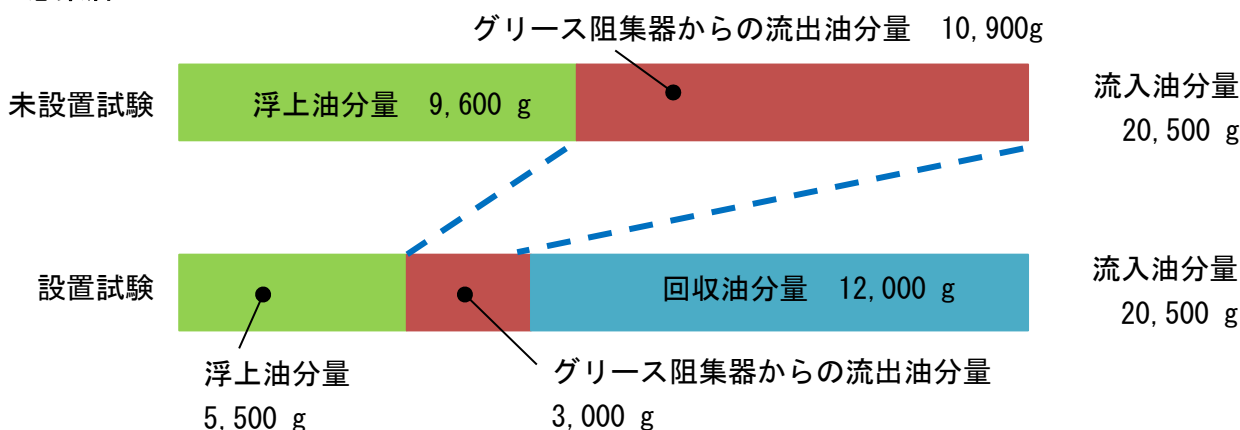 グリース阻集器からの流出油分量 10,900g
未設置試験
浮上油分量 9,600 g
流入油分量
20,500 g
設置試験
回収油分量 12,000 g
流入油分量
20,500 g
浮上油分量
5,500 g
グリース阻集器からの流出油分量
3,000 g